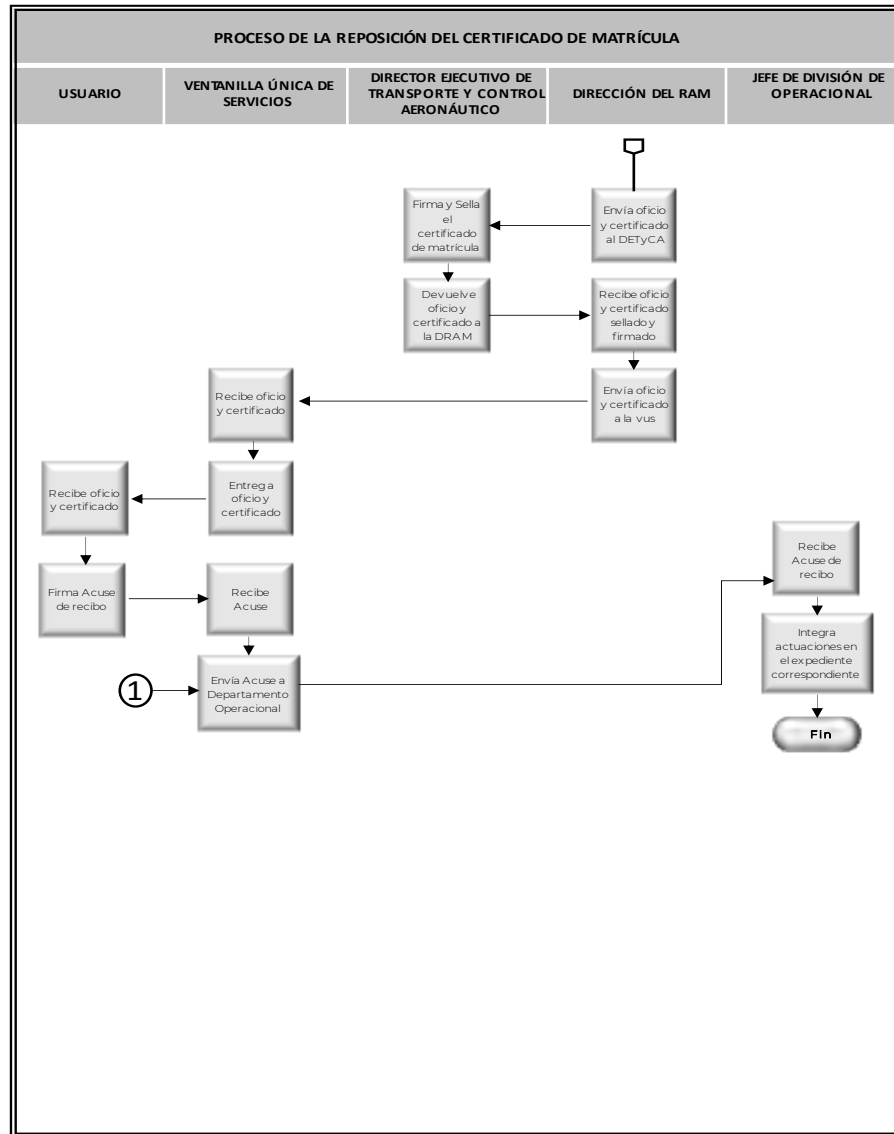 PROCESO DE LA REPOSICIÓN DEL CERTIFICADO DE MATRÍCULA
USUARIO
VENTANILLA ÚNICA DE
SERVICIOS
DIRECTOR EJECUTIVO DE
TRANSPORTE Y CONTROL
AERONÁUTICO
DIRECCIÓN DEL RAM
JEFE DE DIVISIÓN DE
OPERACIONAL
Firma y Sella
el
certificado
de matrícula
Envía oficio
y certificado
al DETyCA
Devuelve
oficio y
certificado a
la DRAM
Recibe oficio
y certificado
sellado y
firmado
Recibe oficio
y certificado
Envía oficio
y certificado
a la vus
Recibe oficio
y certificado
Entrega
oficio y
certificado
Recibe
Acuse de
recibo
Firma Acuse
de recibo
Recibe
Acuse
Integra
actuaciones en
el expediente
correspondiente
1
Envía Acuse a
Departamento
Operacional
Fin